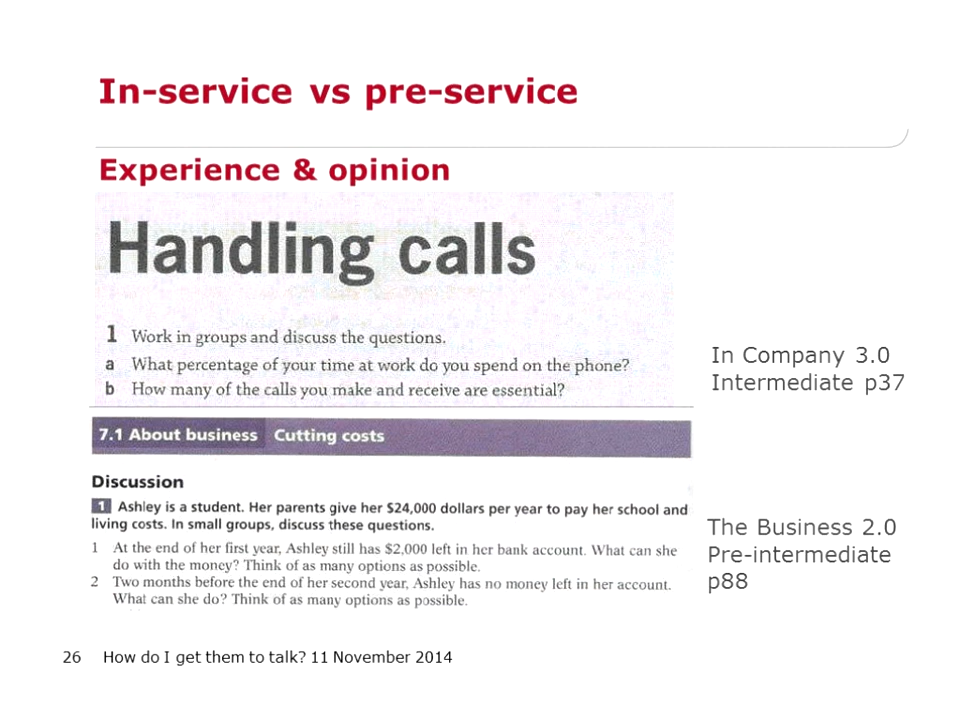 In-service vs pre-service
Experience & opinion
Handling calls
1 Work in groups and discuss the questions.
a What percentage of your time at work do you spend on the phone?
b How many of the calls you make and receive are essential?
In Company 3.0
Intermediate p37
7.1 About business Cutting costs
Discussion
1 Ashley is a student. Her parents give her $24,000 dollars per year to pay her school and
living costs. In small groups, discuss these questions.
1 At the end of her first year, Ashley still has $2,000 left in her bank account. What can she
do with the money? Think of as many options as possible.
2 Two months before the end of her second year, Ashley has no money left in her account.
What can she do? Think of as many options as possible.
The Business 2.0
Pre-intermediate
p88
26 How do I get them to talk? 11 November 2014